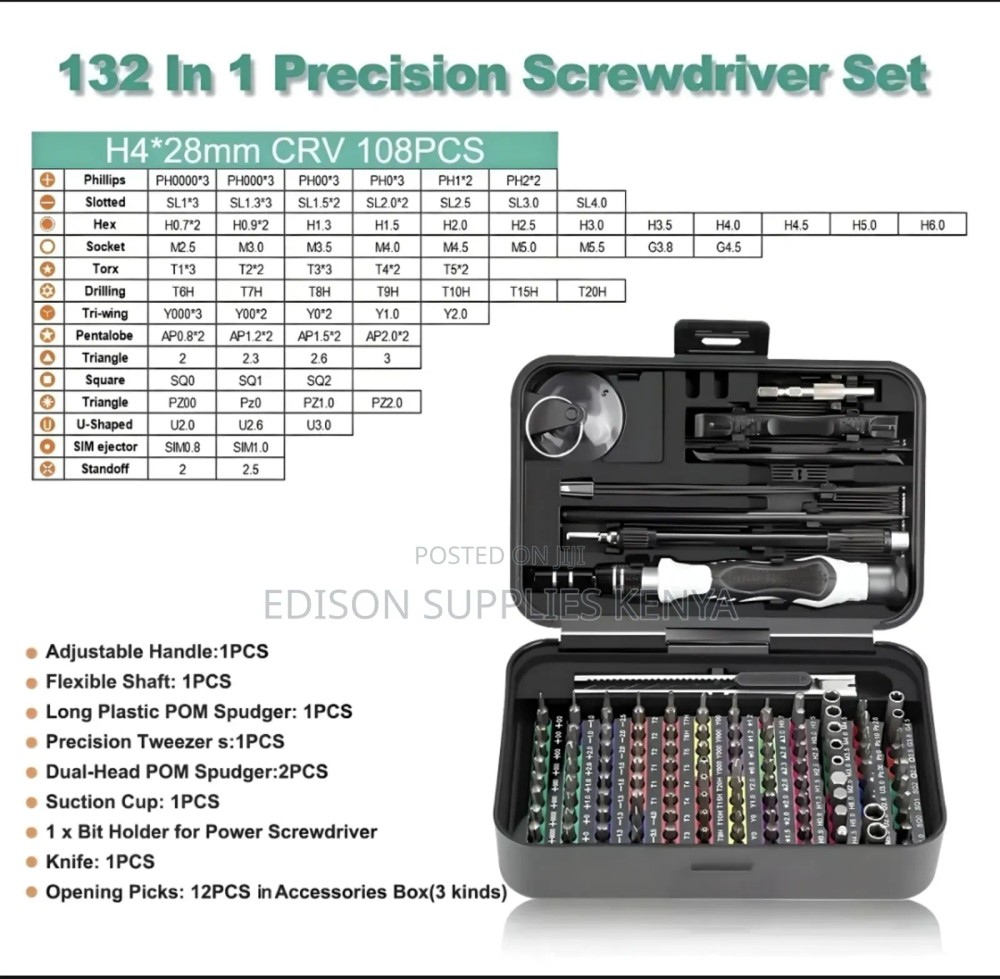 132 In 1 Precision Screwdriver Set
H4*28mm CRV 108PCS
Phillips PH0000*3 PH000*3 PH00*3 PH0*3 PH1*2 PH2*2
Slotted SL1*3 SL1.3*3 SL1.5*2 SL2.0*2 SL2.5 SL3.0 SL4.0
Hex H0.7*2 H0.9*2 H1.3 H1.5 H2.0 H2.5 H3.0 H3.5 H4.0 H4.5 H5.0 H6.0
Socket M2.5 M3.0 M3.5 M4.0 M4.5 M5.0 M5.5 G3.8 G4.5
Torx T1*3 T2*2 T3*3 T4*2 T5*2
Drilling T6H T7H T8H T9H T10H T15H T20H
Tri-wing Y000*3 Y00*2 Y0*2 Y1.0 Y2.0
Pentalobe AP0.8*2 AP1.2*2 AP1.5*2 AP2.0*2
Triangle 2 2.3 2.6 3
Square SQ0 SQ1 SQ2
Triangle PZ00 Pz0 PZ1.0 PZ2.0
U-Shaped U2.0 U2.6 U3.0
SIM ejector SIM0.8 SIM1.0
Standoff 2 2.5
POSTED ON JIJI
EDISON SUPPLIES KENYA
Adjustable Handle:1PCS
Flexible Shaft: 1PCS
Long Plastic POM Spudger: 1PCS
Precision Tweezer s:1PCS
Dual-Head POM Spudger:2PCS
Suction Cup: 1PCS
1 x Bit Holder for Power Screwdriver
Knife: 1PCS
Opening Picks: 12PCS in Accessories Box(3 kinds)